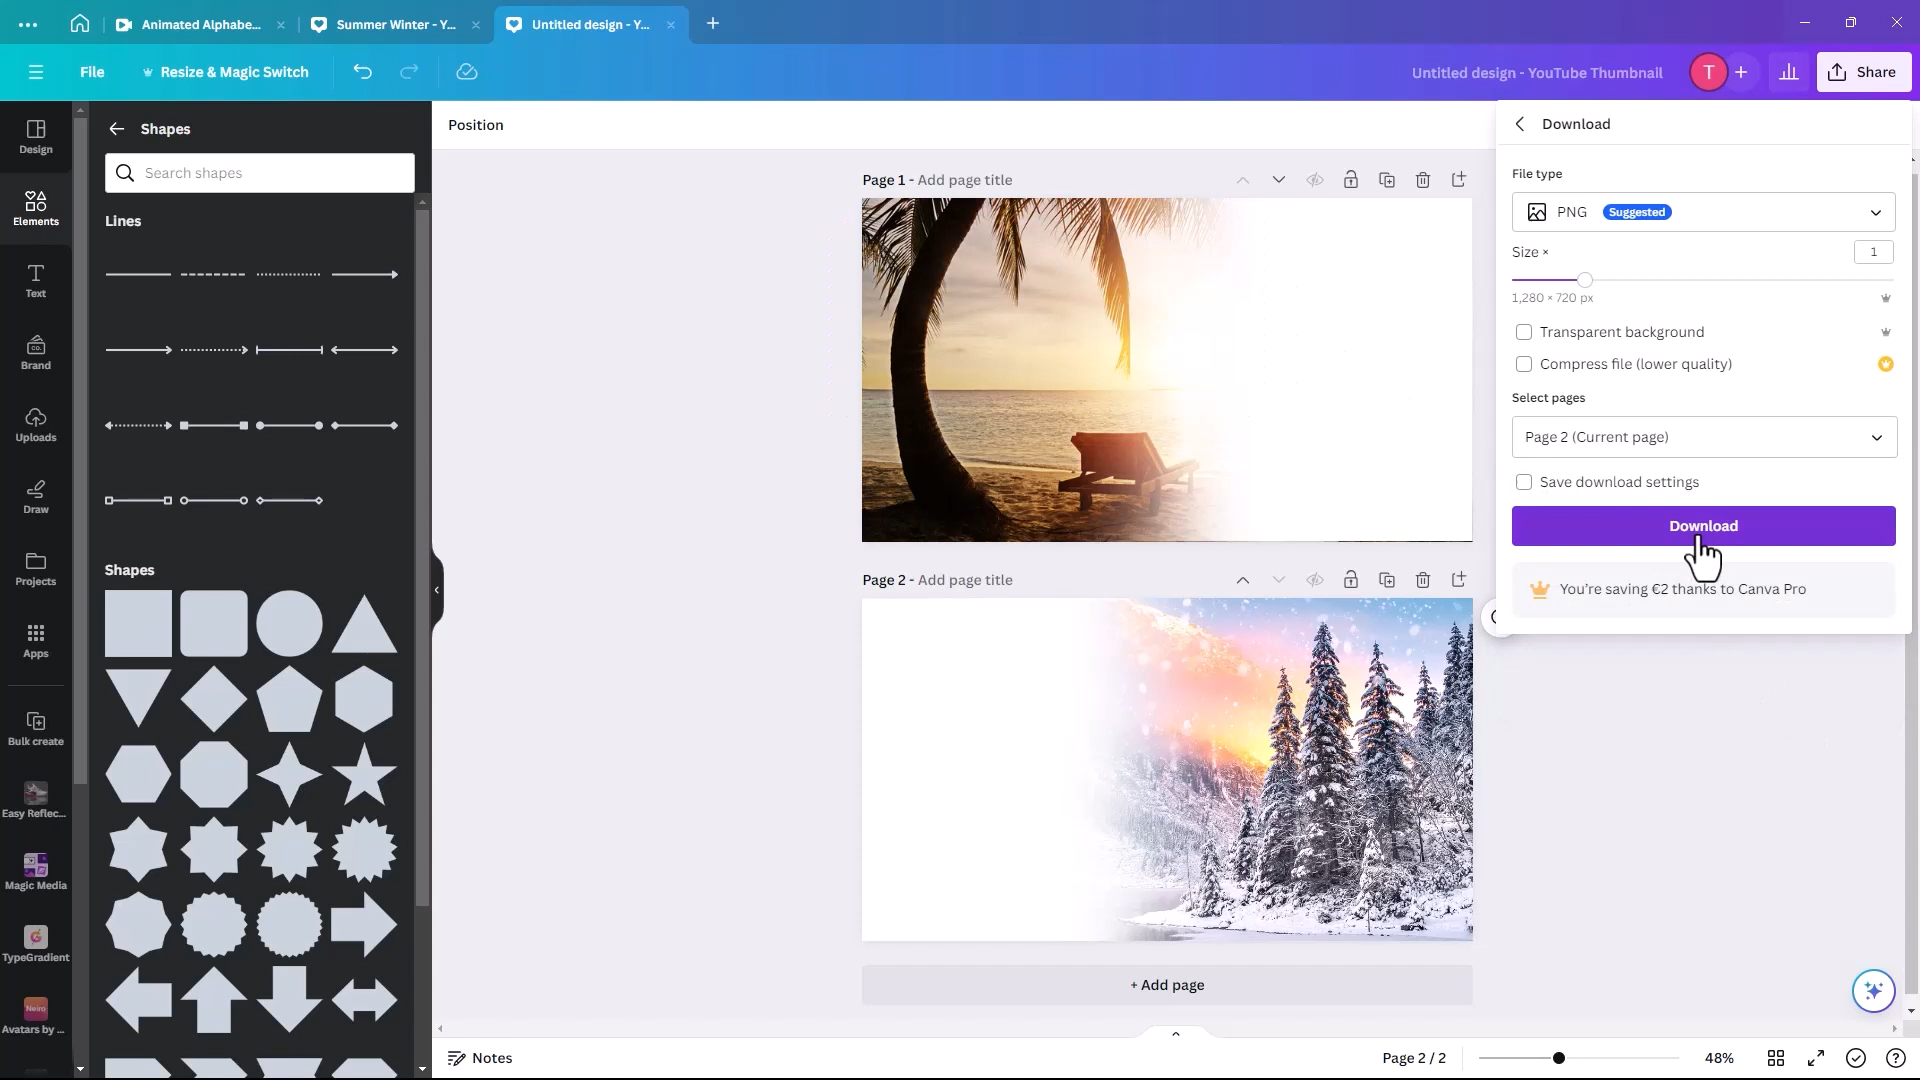 Animated Alphabe...
Summer Winter - Y...
Untitled design - Y...
File
Resize & Magic Switch
Untitled design - YouTube Thumbnail
T
Share
Design
Elements
Text
CO.
Brand
Uploads
Draw
Projects
Apps
Bulk create
Easy Reflec...
Magic Media
TypeGradient
Neiro
Avatars by ...
Shapes
Search shapes
Lines
Shapes
Position
Page 1 - Add page title
Page 2 - Add page title
+ Add page
Notes
Page 2 / 2
48%
Download
File type
PNG Suggested
Size ×
1
1,280 × 720 px
Transparent background
Compress file (lower quality)
Select pages
Page 2 (Current page)
Save download settings
Download
You're saving €2 thanks to Canva Pro